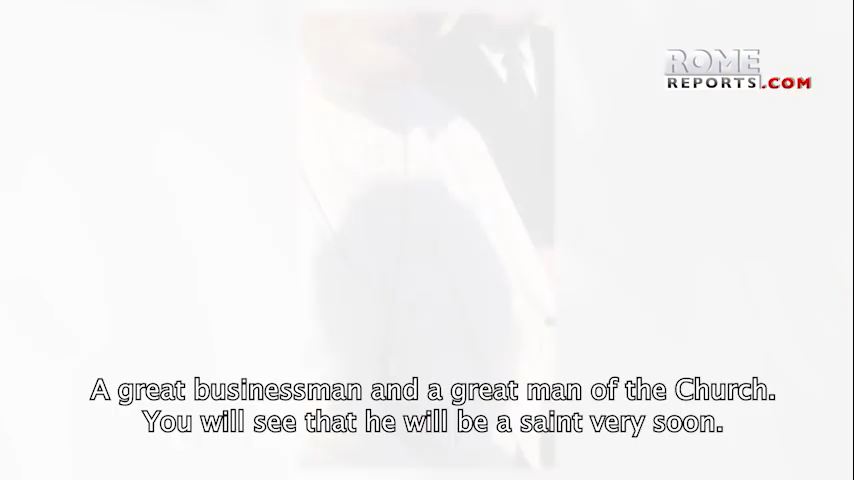 ROME
REPORTS.COM
A great businessman and a great man of the Church.
You will see that he will be a saint very soon.